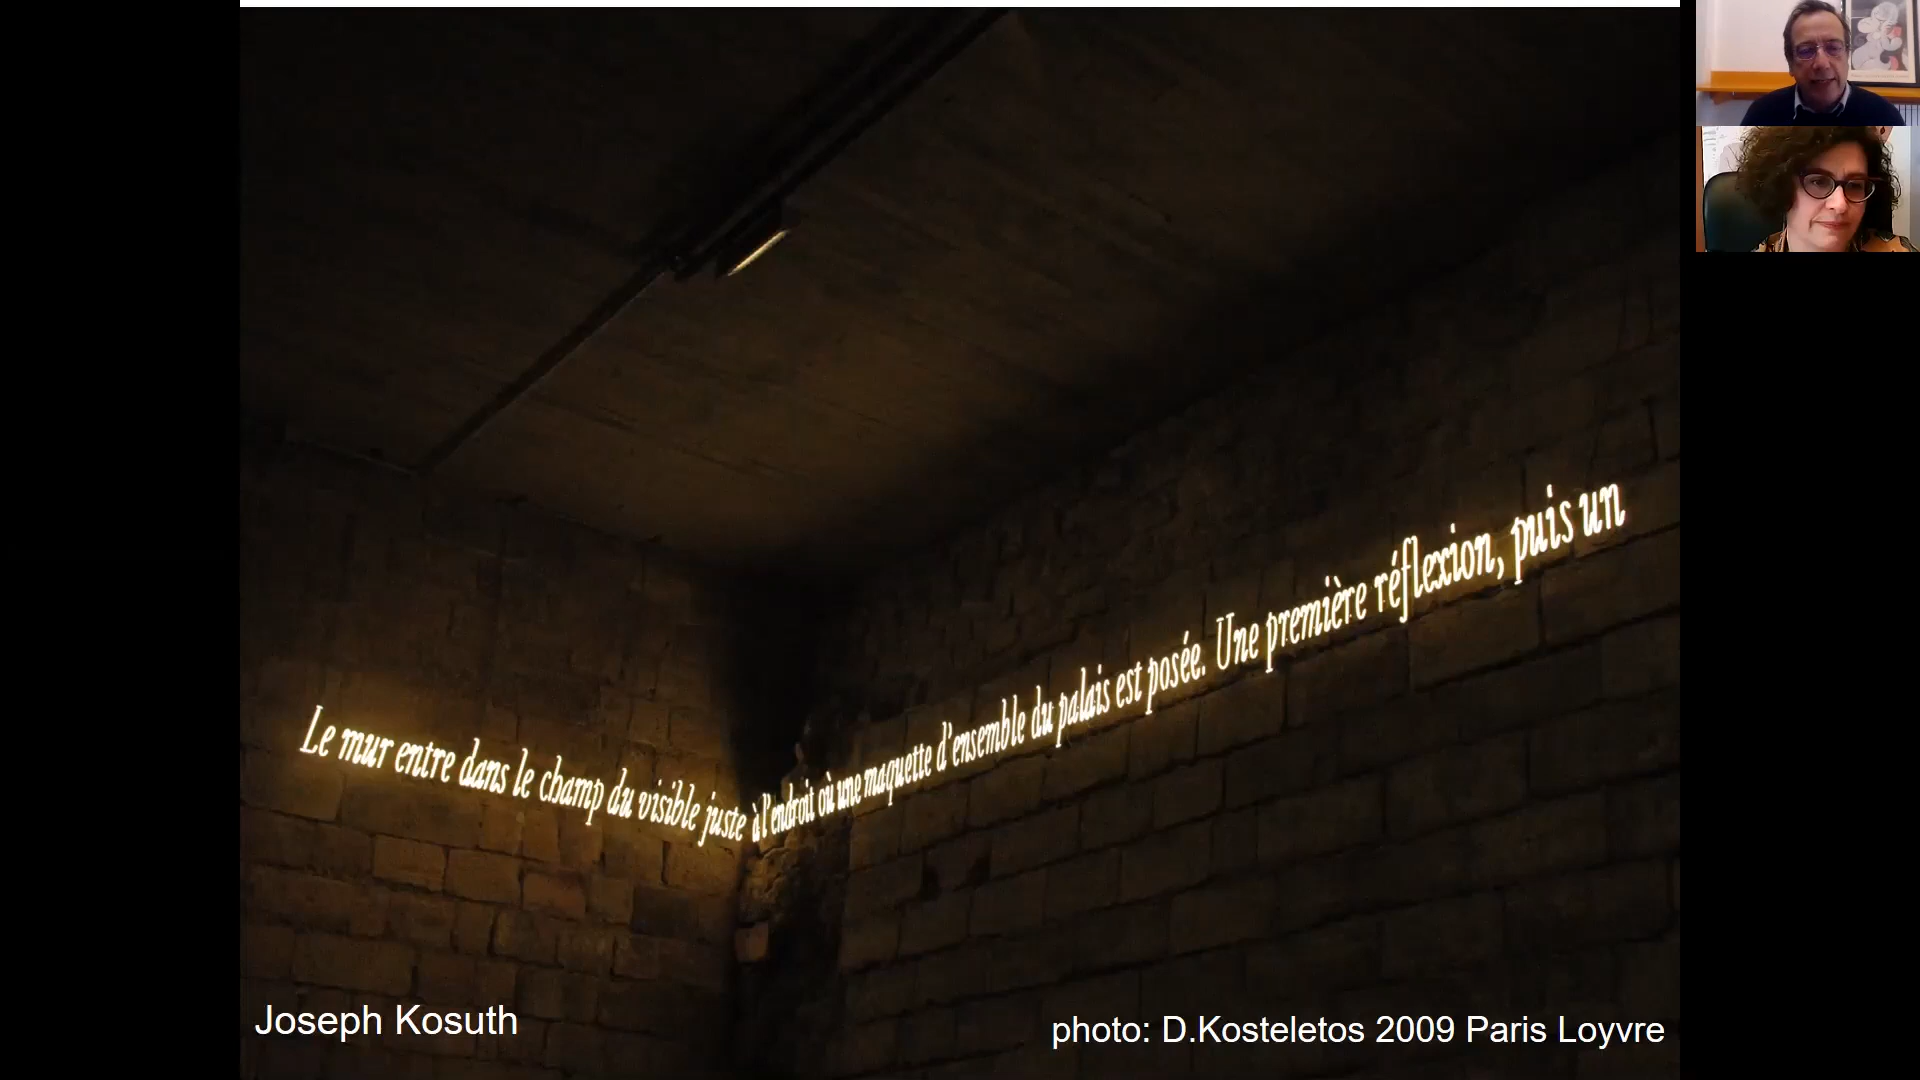 Le mur entre dans le champ du visible juste à l'endroit où une maquette d'ensemble du palais est posée. Une première réflexion, puis un
Joseph Kosuth
photo: D.Kosteletos 2009 Paris Loyvre